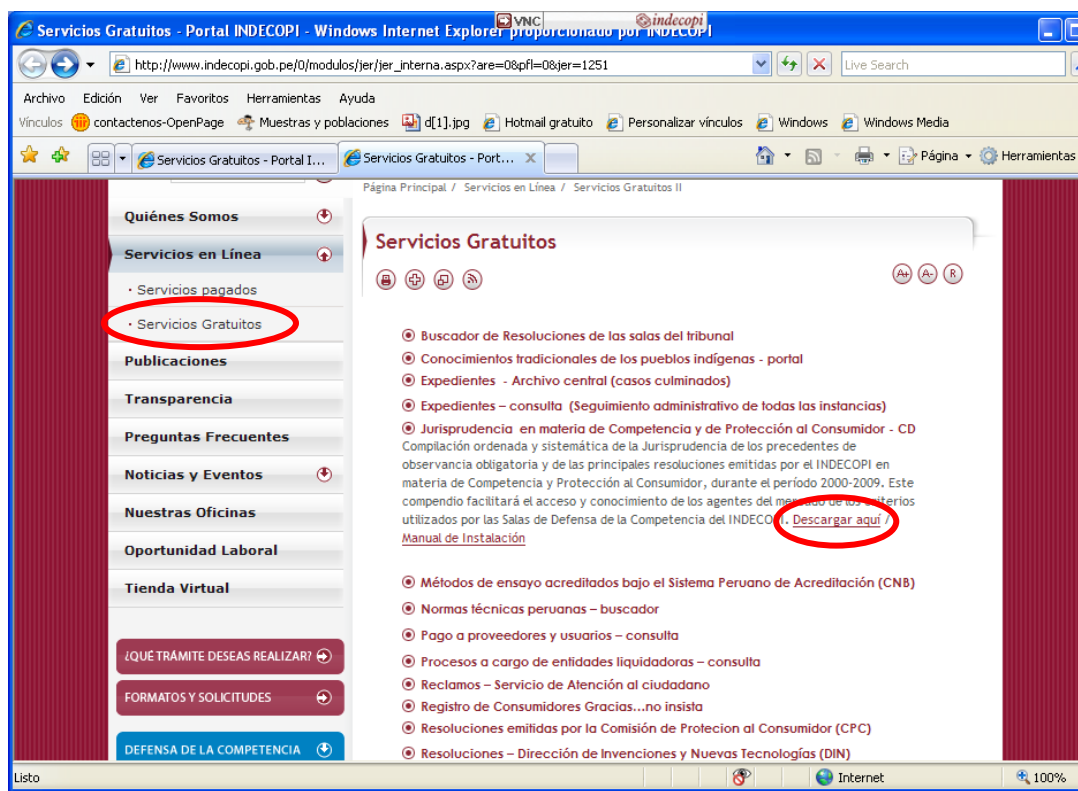 VNC
indecopi
Servicios Gratuitos - Portal INDECOPI - Windows Internet Explorer proporcionado por INDECOPI
http://www.indecopi.gob.pe/0/modulos/jer/jer_interna.aspx?are=0&pfl=0&jer=1251
Live Search
Archivo Edición Ver Favoritos Herramientas Ayuda
Vínculos contactenos-OpenPage Muestras y poblaciones d[1].jpg Hotmail gratuito Personalizar vínculos Windows Windows Media
Servicios Gratuitos - Portal I... Servicios Gratuitos - Port... X Página Herramientas
Página Principal / Servicios en Línea / Servicios Gratuitos II
Quiénes Somos
Servicios en Línea
· Servicios pagados
· Servicios Gratuitos
Publicaciones
Transparencia
Preguntas Frecuentes
Noticias y Eventos
Nuestras Oficinas
Oportunidad Laboral
Tienda Virtual
¿QUÉ TRÁMITE DESEAS REALIZAR?
FORMATOS Y SOLICITUDES
DEFENSA DE LA COMPETENCIA
Servicios Gratuitos
A+ A- R
Buscador de Resoluciones de las salas del tribunal
Conocimientos tradicionales de los pueblos indígenas - portal
Expedientes - Archivo central (casos culminados)
Expedientes – consulta (Seguimiento administrativo de todas las instancias)
Jurisprudencia en materia de Competencia y de Protección al Consumidor - CD
Compilación ordenada y sistemática de la Jurisprudencia de los precedentes de
observancia obligatoria y de las principales resoluciones emitidas por el INDECOPI en
materia de Competencia y Protección al Consumidor, durante el período 2000-2009. Este
compendio facilitará el acceso y conocimiento de los agentes del mercado de los criterios
utilizados por las Salas de Defensa de la Competencia del INDECOPI. Descargar aquí /
Manual de Instalación
Métodos de ensayo acreditados bajo el Sistema Peruano de Acreditación (CNB)
Normas técnicas peruanas – buscador
Pago a proveedores y usuarios – consulta
Procesos a cargo de entidades liquidadoras – consulta
Reclamos – Servicio de Atención al ciudadano
Registro de Consumidores Gracias...no insista
Resoluciones emitidas por la Comisión de Protecion al Consumidor (CPC)
Resoluciones – Dirección de Invenciones y Nuevas Tecnologías (DIN)
Listo Internet 100%